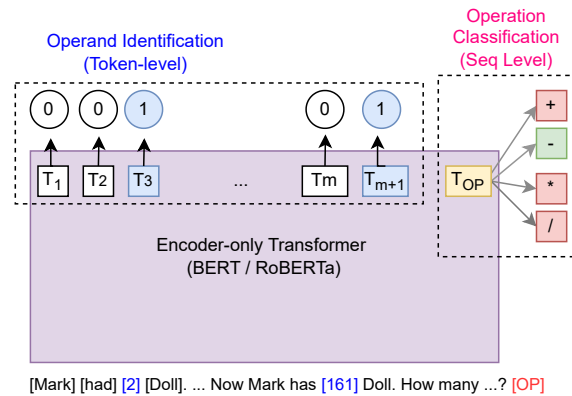 Operand Identification
(Token-level)
Operation
Classification
(Seq Level)
0 0 1 0 1
+
-
*
/
T1 T2 T3 ... Tm Tm+1 TOP
Encoder-only Transformer
(BERT / RoBERTa)
[Mark] [had] [2] [Doll]. ... Now Mark has [161] Doll. How many ...? [OP]